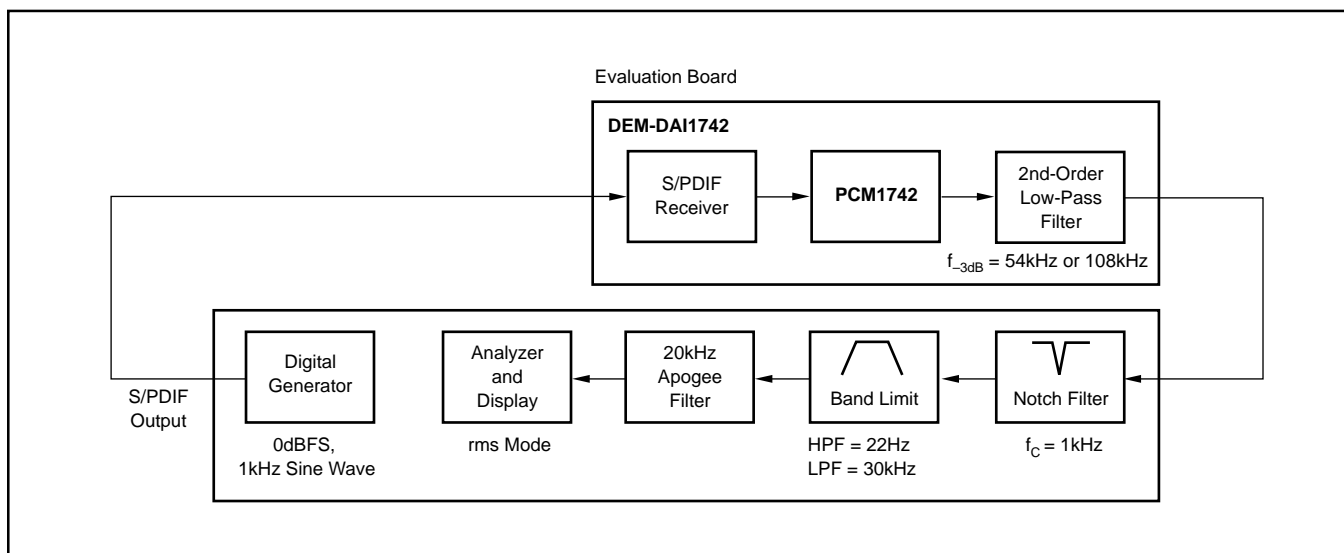 Evaluation Board
DEM-DAI1742
S/PDIF
Receiver
PCM1742
2nd-Order
Low-Pass
Filter
f–3dB = 54kHz or 108kHz
S/PDIF
Output
Digital
Generator
0dBFS,
1kHz Sine Wave
Analyzer
and
Display
rms Mode
20kHz
Apogee
Filter
Band Limit
HPF = 22Hz
LPF = 30kHz
Notch Filter
fC = 1kHz